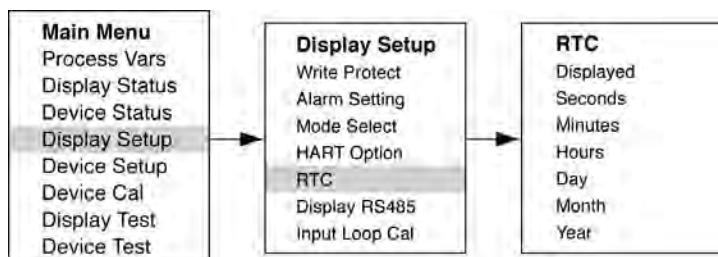 Main Menu
Process Vars
Display Status
Device Status
Display Setup
Device Setup
Device Cal
Display Test
Device Test
Display Setup
Write Protect
Alarm Setting
Mode Select
HART Option
RTC
Display RS485
Input Loop Cal
RTC
Displayed
Seconds
Minutes
Hours
Day
Month
Year